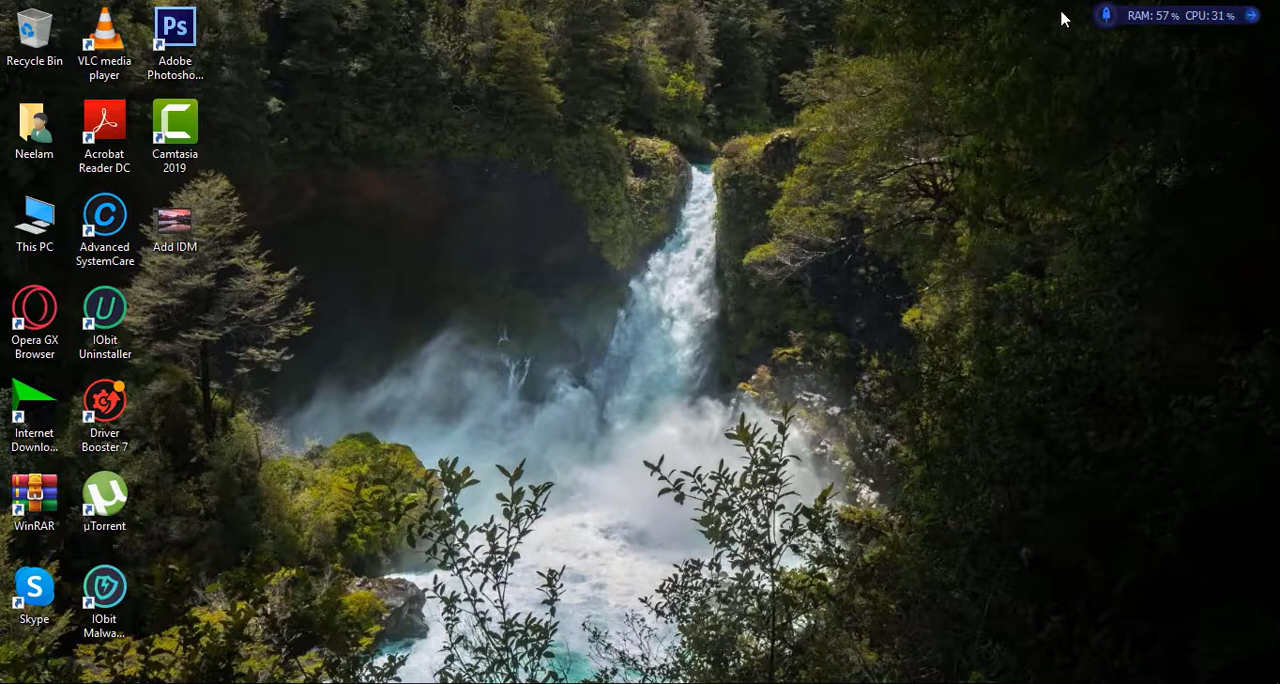 RAM: 57% CPU: 31%
Recycle Bin
VLC media
player
Ps
Adobe
Photosho...
Neelam
Acrobat
Reader DC
Camtasia
2019
This PC
Advanced
SystemCare
Add IDM
Opera GX
Browser
IObit
Uninstaller
Internet
Downlo...
Driver
Booster 7
WinRAR
µTorrent
Skype
IObit
Malwa...